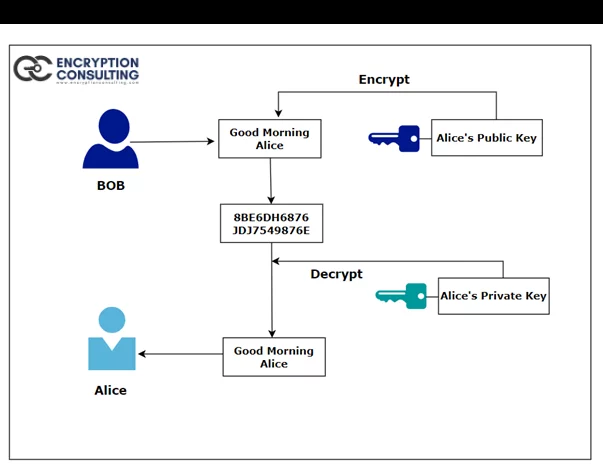 ENCRYPTION
CONSULTING
www.encryptionconsulting.com
Encrypt
Good Morning
Alice
Alice's Public Key
BOB
8BE6DH6876
JDJ7549876E
Decrypt
Alice's Private Key
Good Morning
Alice
Alice